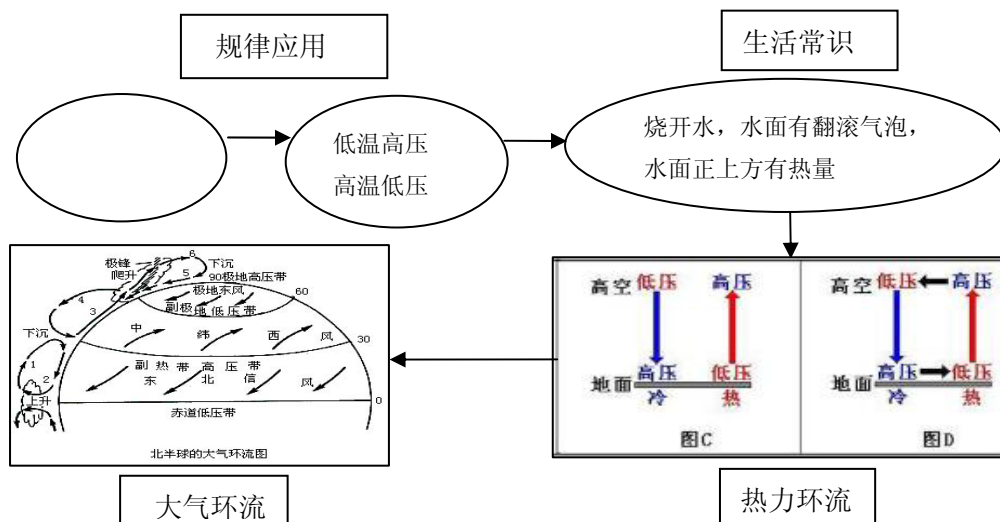 规律应用
生活常识
低温高压
高温低压
烧开水，水面有翻滚气泡，
水面正上方有热量
极锋
爬升
6
下沉
5
90极地高压带
极地东风
60
副极地低压带
4
3
中纬西风
30
下沉
1
副热带高压带
东北信风
2
上升
0
赤道低压带
北半球的大气环流图
高空 低压 高压
地面 高压 低压
冷 热
图C
高空 低压 高压
地面 高压 低压
冷 热
图D
大气环流
热力环流